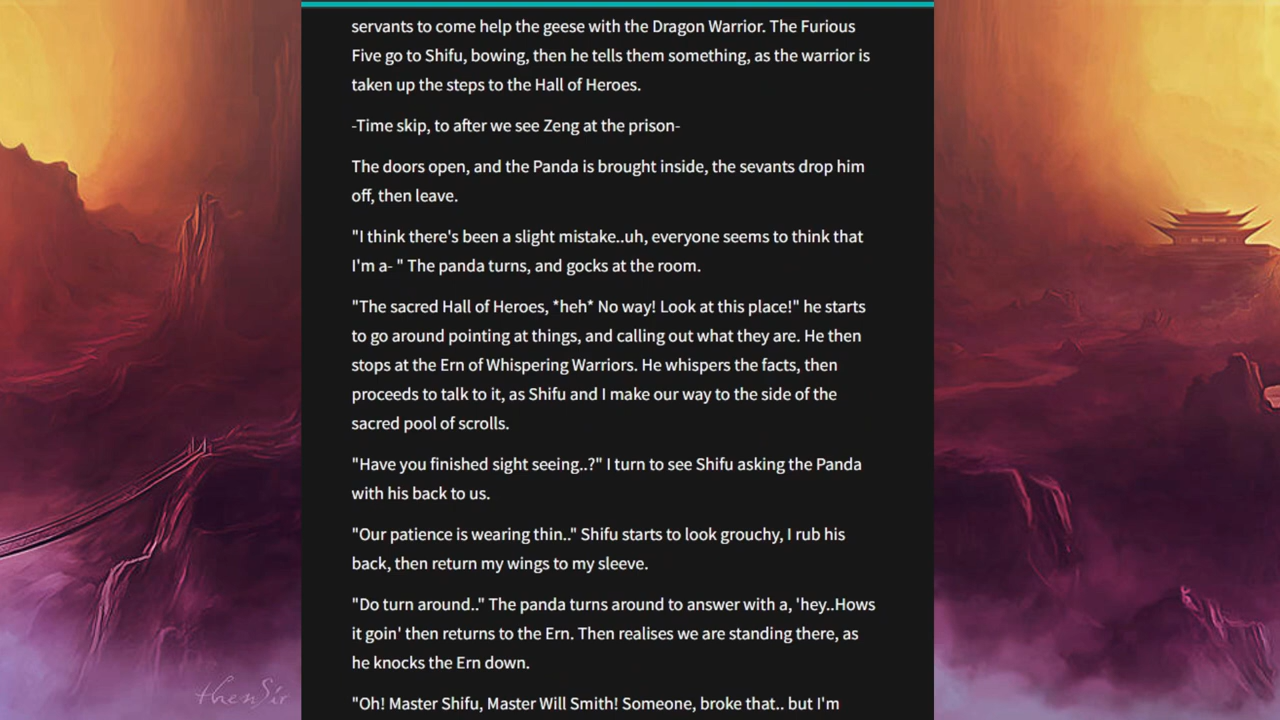 servants to come help the geese with the Dragon Warrior. The Furious
Five go to Shifu, bowing, then he tells them something, as the warrior is
taken up the steps to the Hall of Heroes.
-Time skip, to after we see Zeng at the prison-
The doors open, and the Panda is brought inside, the sevants drop him
off, then leave.
"I think there's been a slight mistake..uh, everyone seems to think that
I'm a- " The panda turns, and gocks at the room.
"The sacred Hall of Heroes, *heh* No way! Look at this place!" he starts
to go around pointing at things, and calling out what they are. He then
stops at the Ern of Whispering Warriors. He whispers the facts, then
proceeds to talk to it, as Shifu and I make our way to the side of the
sacred pool of scrolls.
"Have you finished sight seeing..?" I turn to see Shifu asking the Panda
with his back to us.
"Our patience is wearing thin.." Shifu starts to look grouchy, I rub his
back, then return my wings to my sleeve.
"Do turn around.." The panda turns around to answer with a, 'hey..Hows
it goin' then returns to the Ern. Then realises we are standing there, as
he knocks the Ern down.
"Oh! Master Shifu, Master Will Smith! Someone, broke that.. but I'm